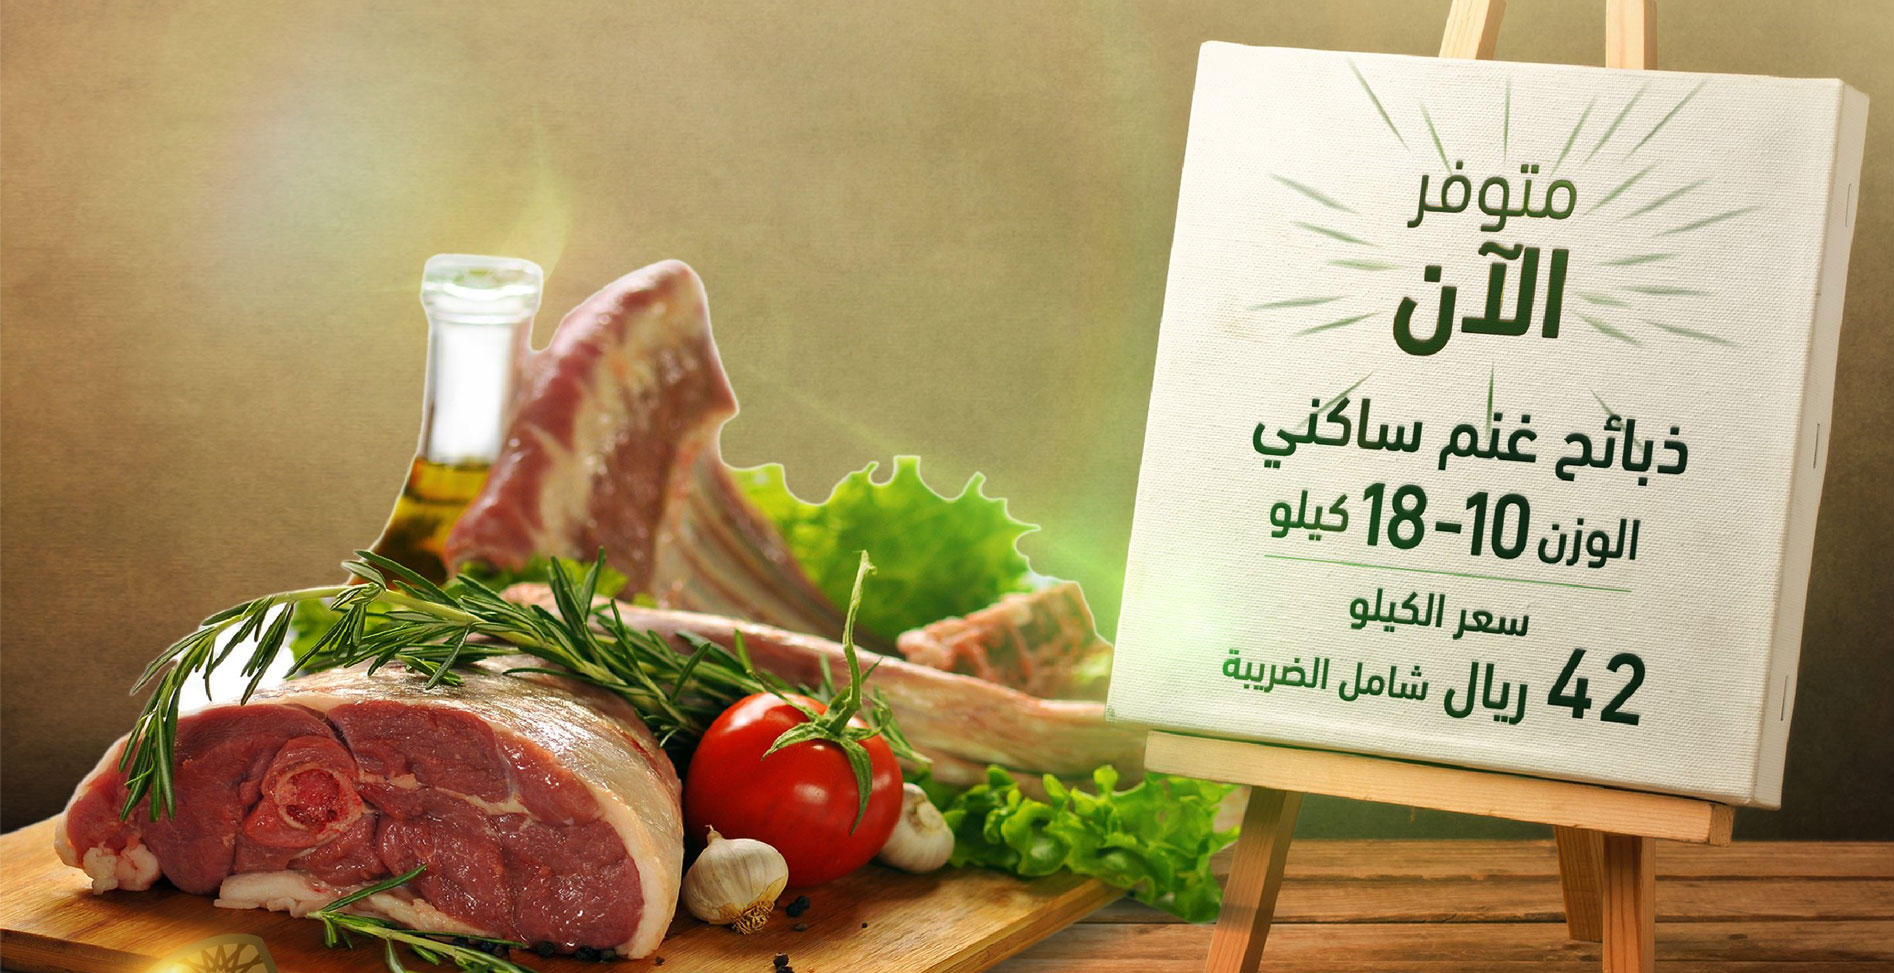 متوفر
الآن
ذبائح غنم ساكني
الوزن 10-18 كيلو
سعر الكيلو
42 ريال شامل الضريبة